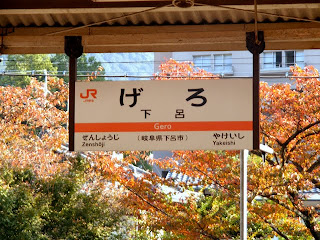 JR
げろ
下呂
Gero
ぜんしょうじ 〔岐阜県下呂市〕 やけいし
Zenshōji Yakeishi